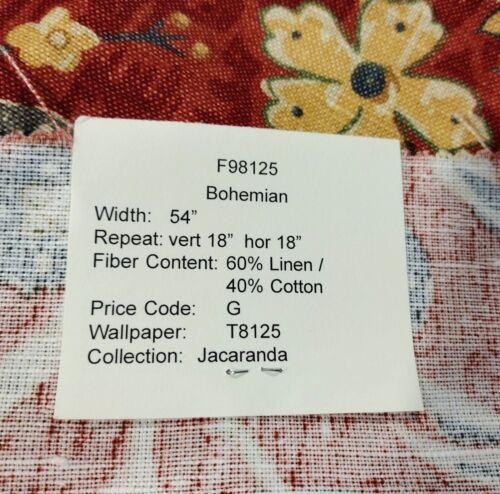 F98125
Bohemian
Width: 54”
Repeat: vert 18” hor 18”
Fiber Content: 60% Linen /
40% Cotton
Price Code: G
Wallpaper: T8125
Collection: Jacaranda